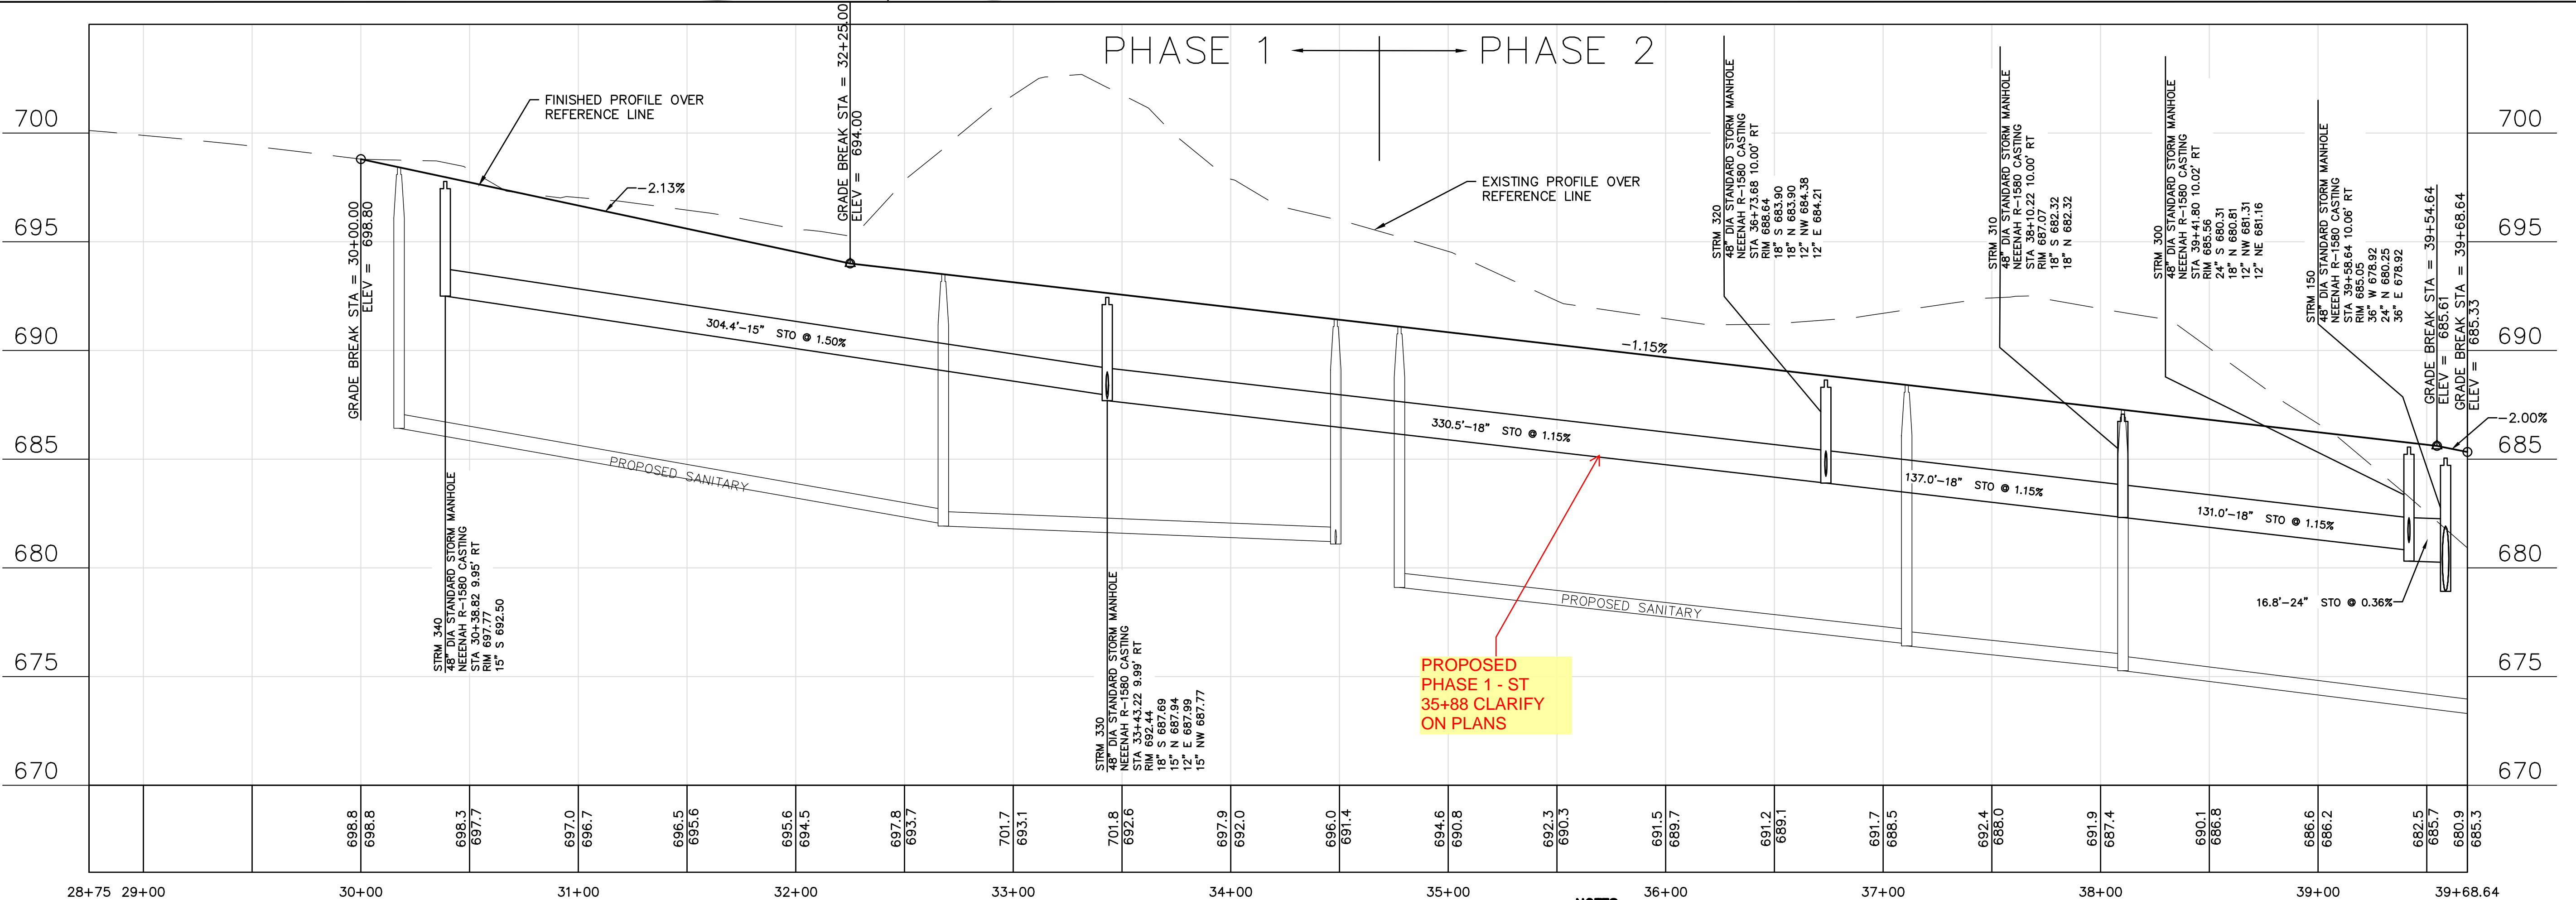 PHASE 1
PHASE 2
FINISHED PROFILE OVER
REFERENCE LINE
-2.13%
GRADE BREAK STA = 30+00.00
ELEV = 698.80
GRADE BREAK STA = 32+25.00
ELEV = 694.00
EXISTING PROFILE OVER
REFERENCE LINE
-1.15%
STRM 320
48" DIA STANDARD STORM MANHOLE
NEEENAH R-1580 CASTING
STA 36+73.68 10.00' RT
RIM 688.64
18" S 683.90
18" N 683.90
12" NW 684.38
12" E 684.21
STRM 310
48" DIA STANDARD STORM MANHOLE
NEEENAH R-1580 CASTING
STA 38+10.22 10.00' RT
RIM 687.07
18" S 682.32
18" N 682.32
STRM 300
48" DIA STANDARD STORM MANHOLE
NEEENAH R-1580 CASTING
STA 39+41.80 10.02' RT
RIM 685.56
24" S 680.31
18" N 680.81
12" NW 681.31
12" NE 681.16
STRM 150
48" DIA STANDARD STORM MANHOLE
NEEENAH R-1580 CASTING
STA 39+58.64 10.06' RT
RIM 685.05
36" W 678.92
24" N 680.25
36" E 678.92
GRADE BREAK STA = 39+54.64
ELEV = 685.61
GRADE BREAK STA = 39+68.64
ELEV = 685.33
-2.00%
304.4'-15" STO @ 1.50%
330.5'-18" STO @ 1.15%
137.0'-18" STO @ 1.15%
131.0'-18" STO @ 1.15%
16.8'-24" STO @ 0.36%
PROPOSED SANITARY
PROPOSED SANITARY
STRM 340
48" DIA STANDARD STORM MANHOLE
NEEENAH R-1580 CASTING
STA 30+38.82 9.95' RT
RIM 697.77
15" S 692.50
STRM 330
48" DIA STANDARD STORM MANHOLE
NEEENAH R-1580 CASTING
STA 33+43.22 9.99' RT
RIM 692.44
18" S 687.69
15" N 687.94
12" E 687.99
15" NW 687.77
PROPOSED
PHASE 1 - ST
35+88 CLARIFY
ON PLANS
700
695
690
685
680
675
670
700
695
690
685
680
675
670
698.8
698.8
698.3
697.7
697.0
696.7
696.5
695.6
695.6
694.5
697.8
693.7
701.7
693.1
701.8
692.6
697.9
692.0
696.0
691.4
694.6
690.8
692.3
690.3
691.5
689.7
691.2
689.1
691.7
688.5
692.4
688.0
691.9
687.4
690.1
686.8
686.6
686.2
682.5
685.7
680.9
685.3
28+75 29+00 30+00 31+00 32+00 33+00 34+00 35+00 36+00 37+00 38+00 39+00 39+68.64